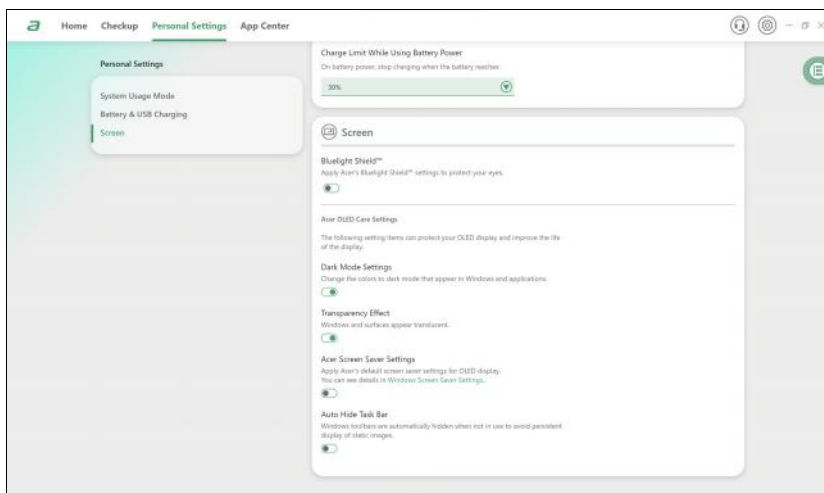 a Home Checkup Personal Settings App Center
Personal Settings
System Usage Mode
Battery & USB Charging
Screen
Charge Limit While Using Battery Power
On battery power, stop charging when the battery reaches:
30%
Screen
Bluelight Shield™
Apply Acer's Bluelight Shield™ settings to protect your eyes.
Acer OLED Care Settings
The following setting items can protect your OLED display and improve the life
of the display.
Dark Mode Settings
Change the colors to dark mode that appear in Windows and applications.
Transparency Effect
Windows and surfaces appear translucent.
Acer Screen Saver Settings
Apply Acer's default screen saver settings for OLED display.
You can see details in Windows Screen Saver Settings.
Auto Hide Task Bar
Windows toolbars are automatically hidden when not in use to avoid persistent
display of static images.